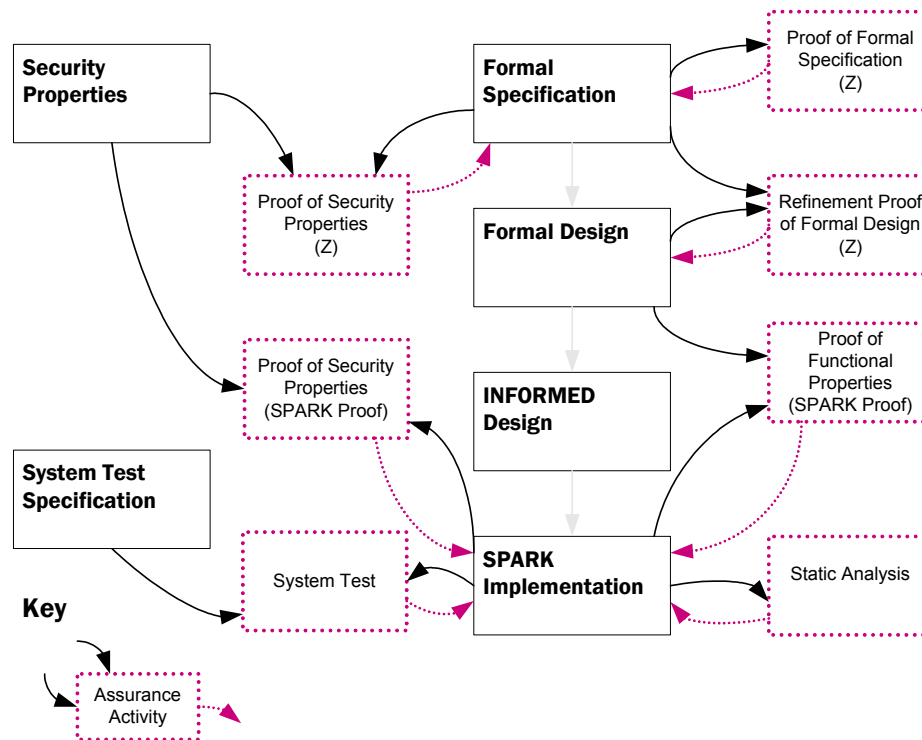 Security
Properties
Formal
Specification
Proof of Formal
Specification
(Z)
Proof of Security
Properties
(Z)
Formal Design
Refinement Proof
of Formal Design
(Z)
Proof of Security
Properties
(SPARK Proof)
INFORMED
Design
Proof of
Functional
Properties
(SPARK Proof)
System Test
Specification
System Test
SPARK
Implementation
Static Analysis
Key
Assurance
Activity